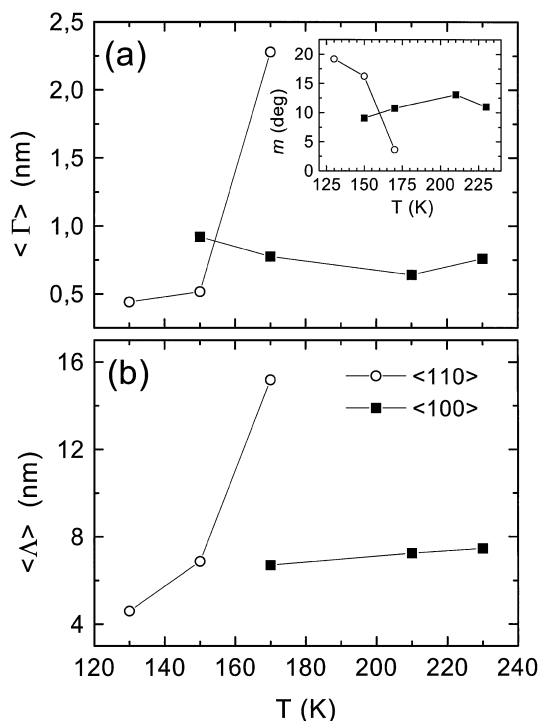 (a)
2,5
2,0
1,5
1,0
0,5
< Γ > (nm)
20
15
10
5
0
m (deg)
125 150 175 200 225
T (K)
(b)
<110>
<100>
16
12
8
4
<Λ> (nm)
120 140 160 180 200 220 240
T (K)